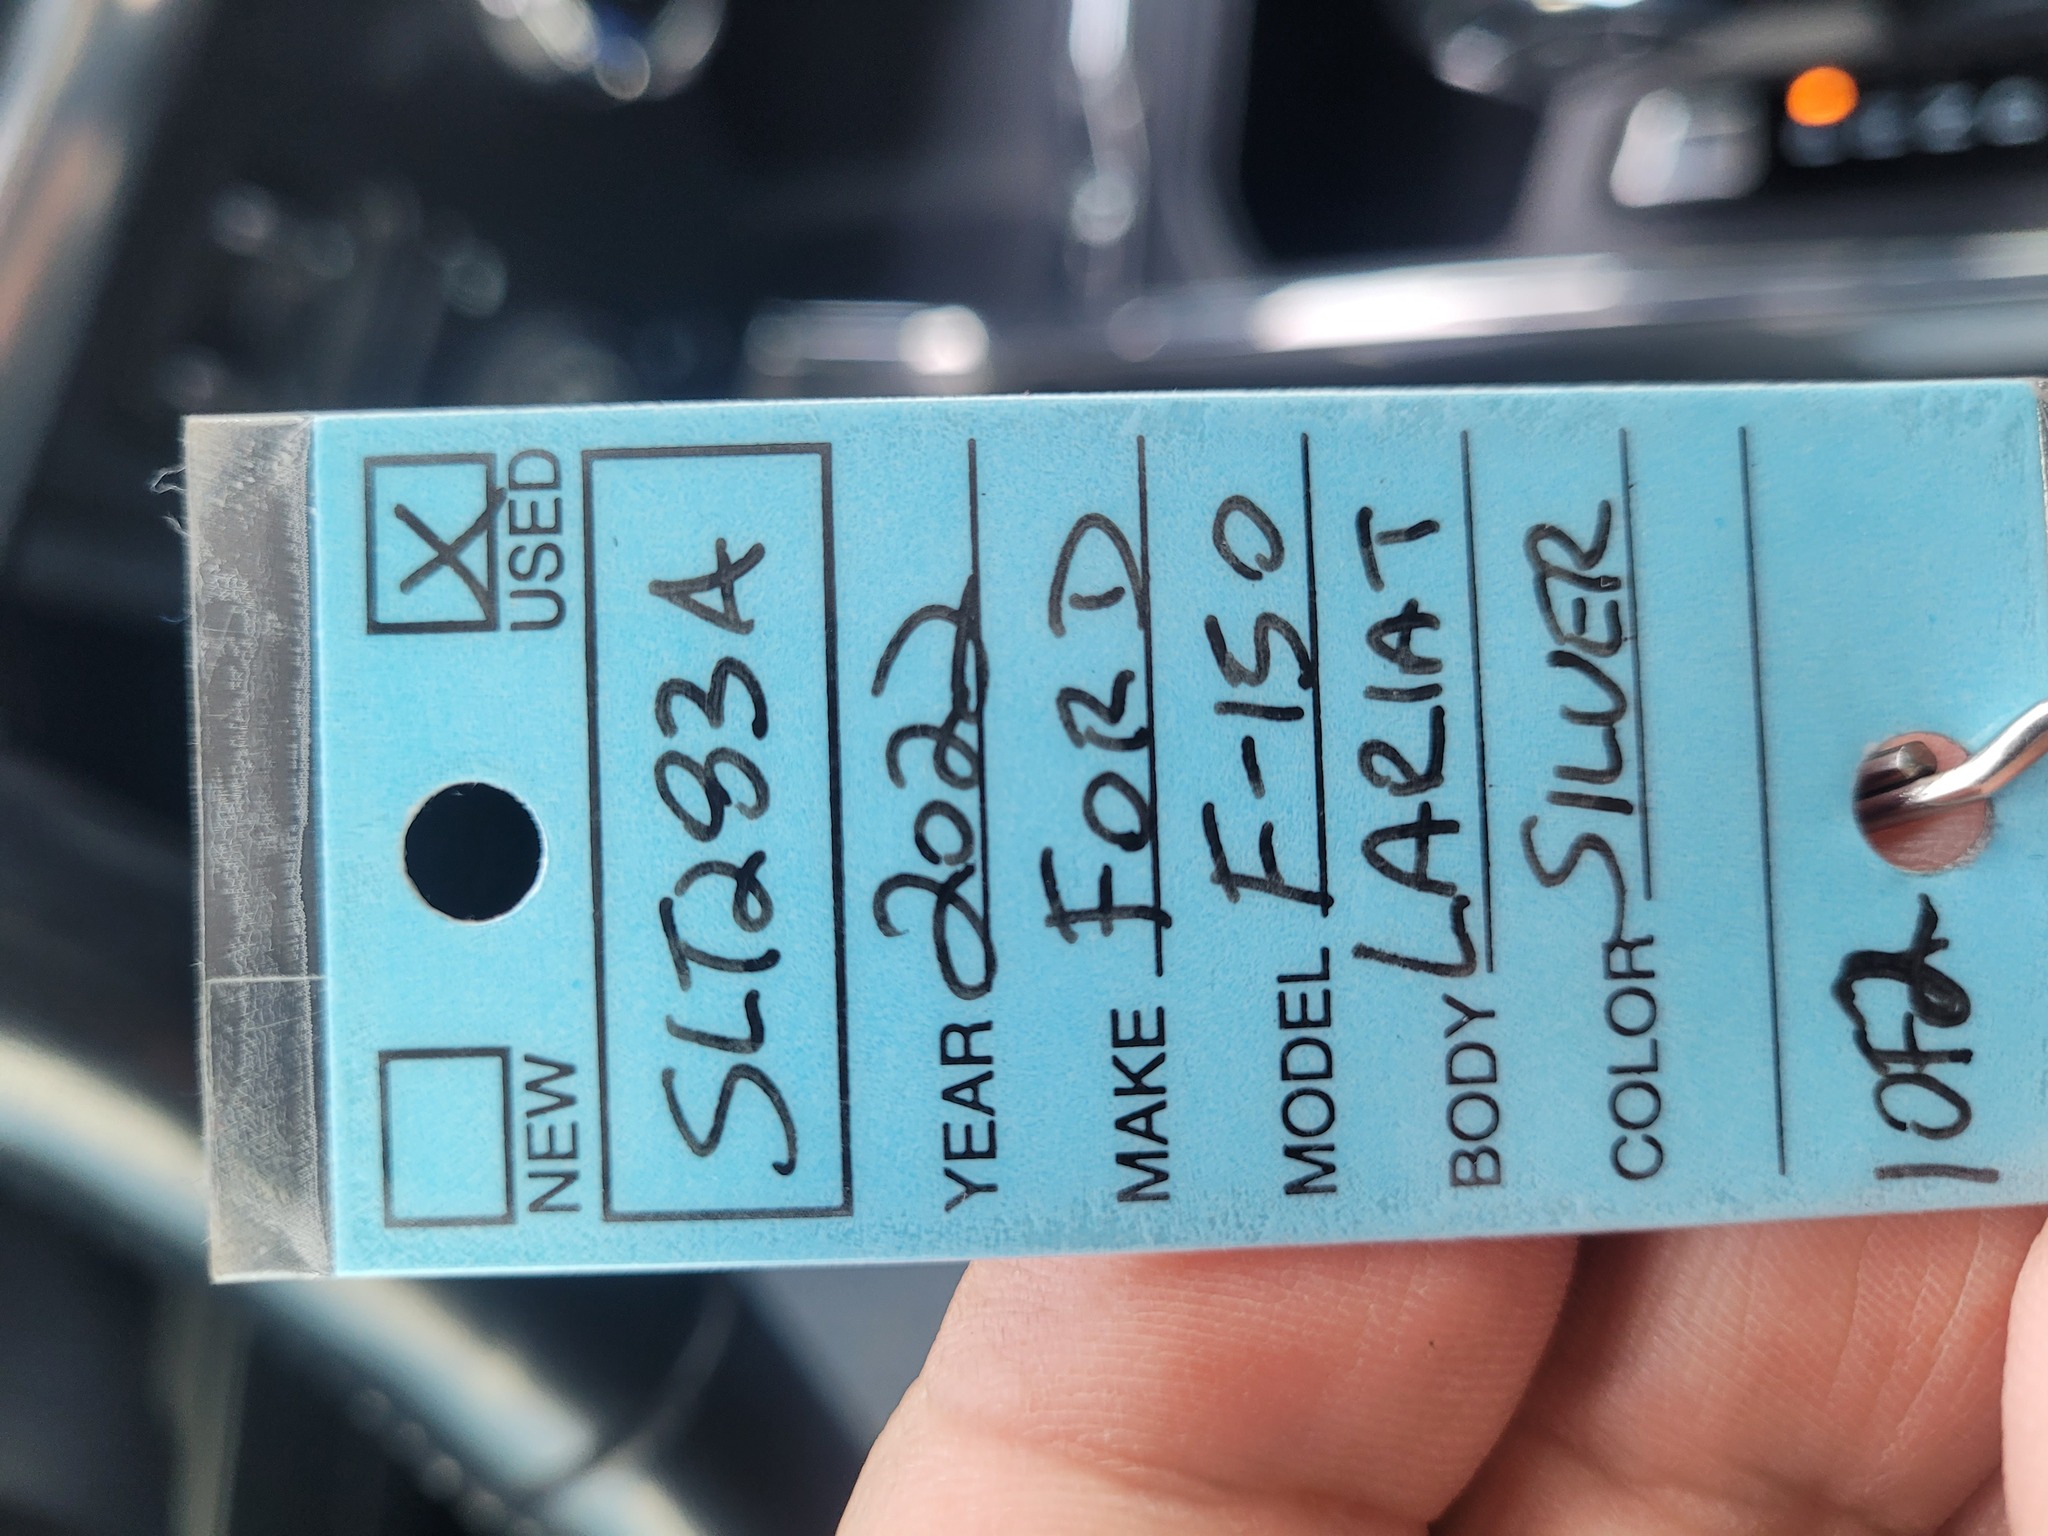 NEW X USED
SLT283A
YEAR 2022
MAKE FORD
MODEL F-150
BODY LARIAT
COLOR SILVER
1 OF 2